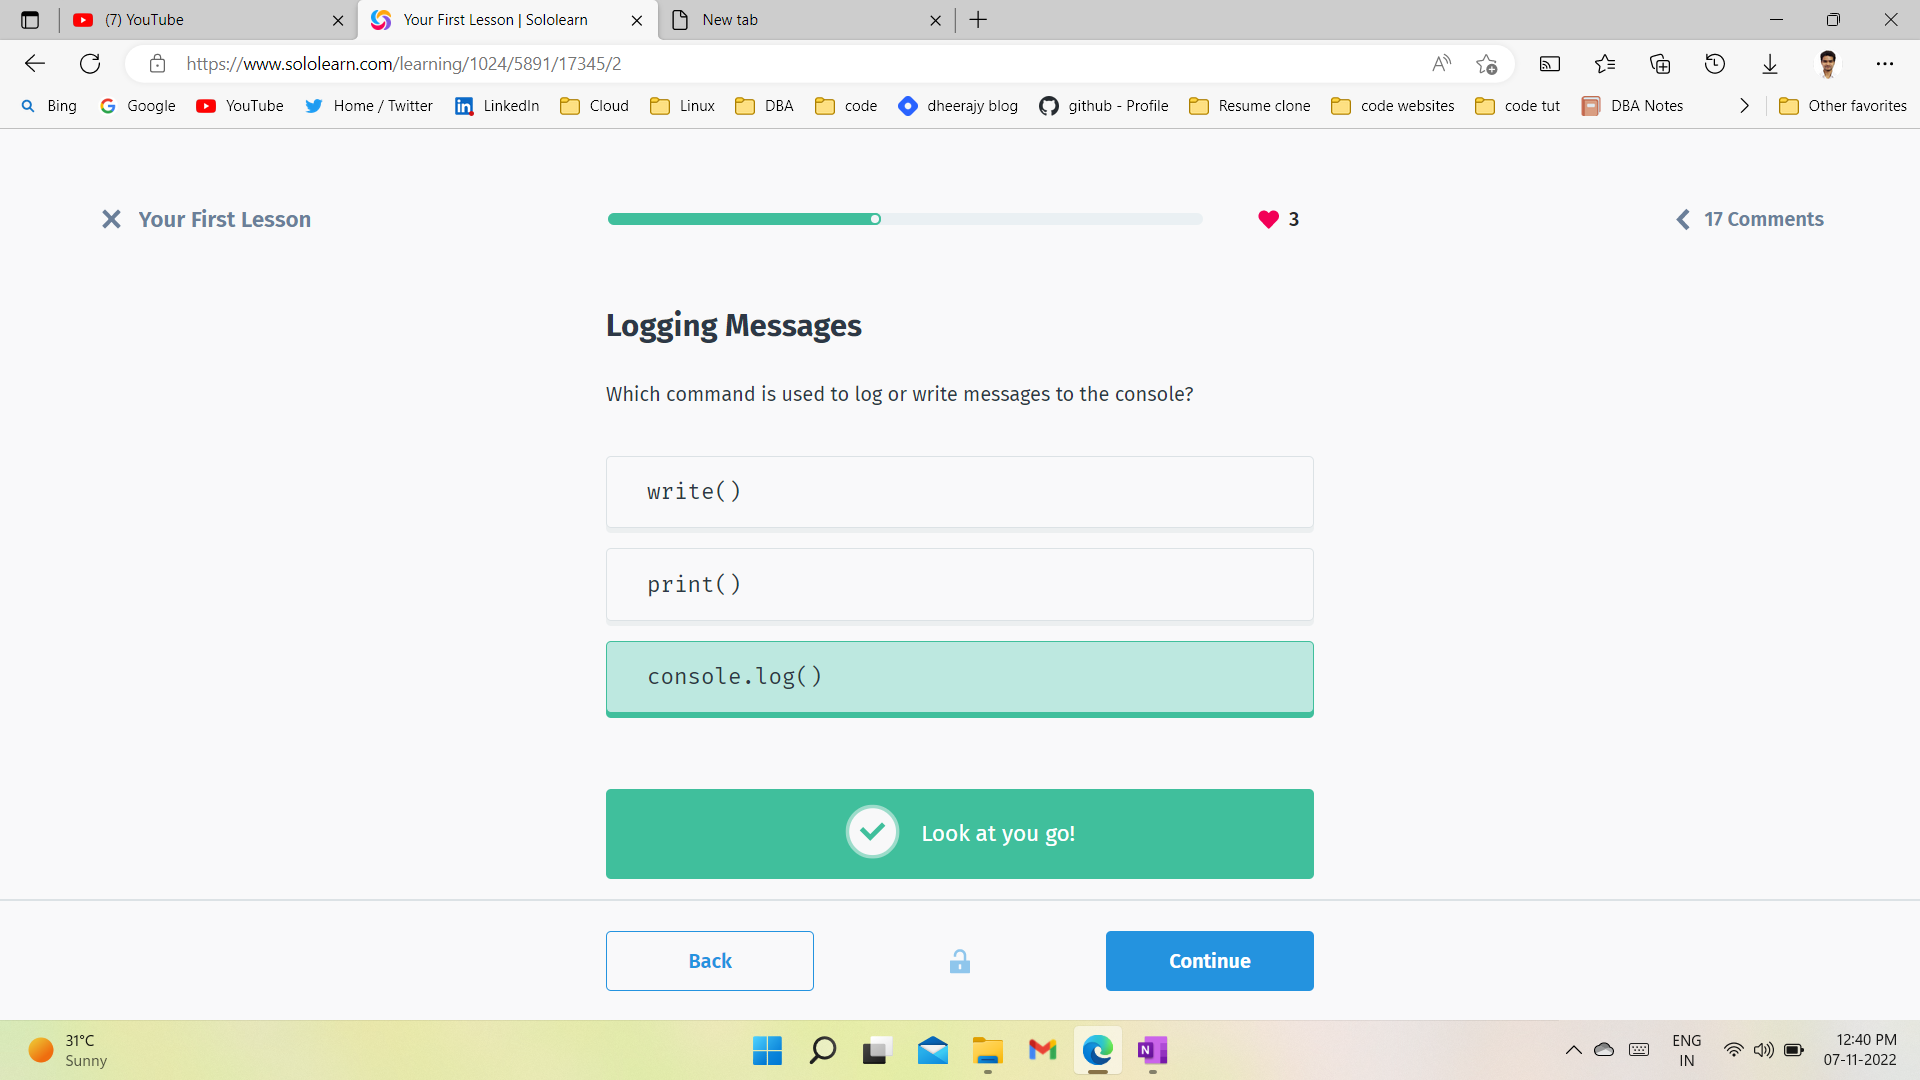 (7) YouTube
Your First Lesson | Sololearn
New tab
https://www.sololearn.com/learning/1024/5891/17345/2
Bing
Google
YouTube
Home / Twitter
LinkedIn
Cloud
Linux
DBA
code
dheerajy blog
github - Profile
Resume clone
code websites
code tut
DBA Notes
Other favorites
Your First Lesson
3
17 Comments
Logging Messages
Which command is used to log or write messages to the console?
write()
print()
console.log()
Look at you go!
Back
Continue
31°C
Sunny
ENG
IN
12:40 PM
07-11-2022